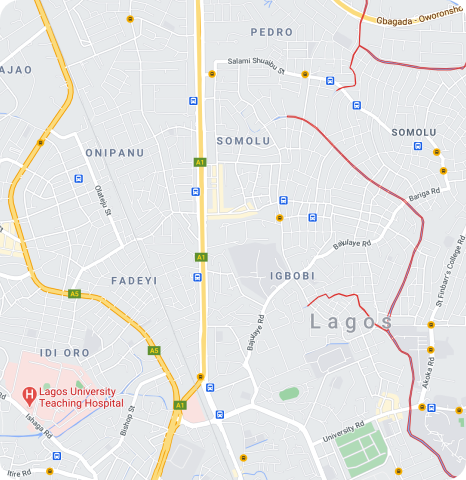 PEDRO
Gbagada - Oworonsho
Salami Shuaibu St
AJAO
SOMOLU
SOMOLU
ONIPANU
A1
Olateju St
Bariga Rd
Bajulaye Rd
A1
St Finbarr's College Rd
FADEYI
IGBOBI
A5
Lagos
Bajulaye Rd
A5
IDI ORO
Akoka Rd
H
Lagos University
Teaching Hospital
A1
Bishop St
Ishaga Rd
University Rd
Itire Rd